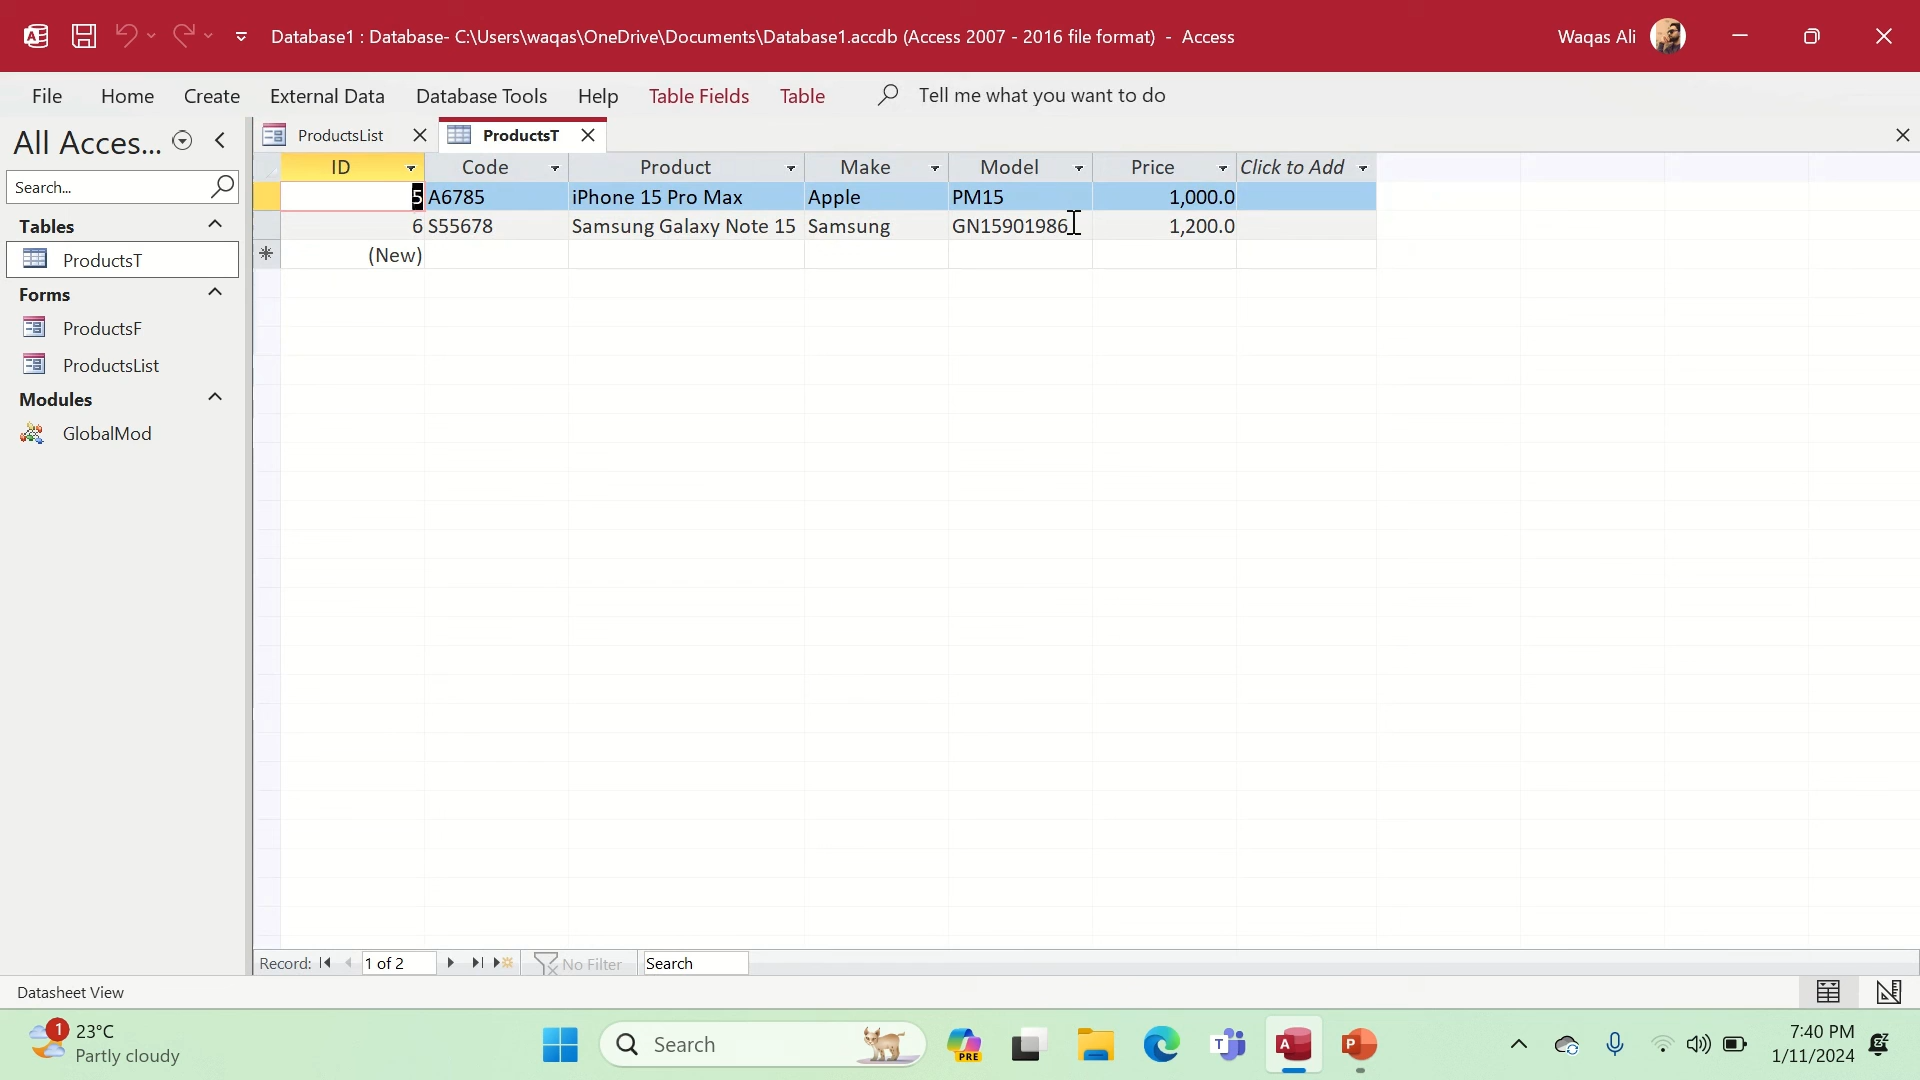 Database1 : Database- C:\Users\waqas\OneDrive\Documents\Database1.accdb (Access 2007 - 2016 file format) - Access
Waqas Ali
File Home Create External Data Database Tools Help Table Fields Table Tell me what you want to do
All Acces...
Search...
Tables
ProductsT
Forms
ProductsF
ProductsList
Modules
GlobalMod
ProductsList ProductsT
ID Code Product Make Model Price Click to Add
5 A6785 iPhone 15 Pro Max Apple PM15 1,000.0
6 S55678 Samsung Galaxy Note 15 Samsung GN15901986 1,200.0
(New)
Record: 1 of 2 No Filter Search
Datasheet View
1
23°C
Partly cloudy
Search
PRE
7:40 PM
1/11/2024